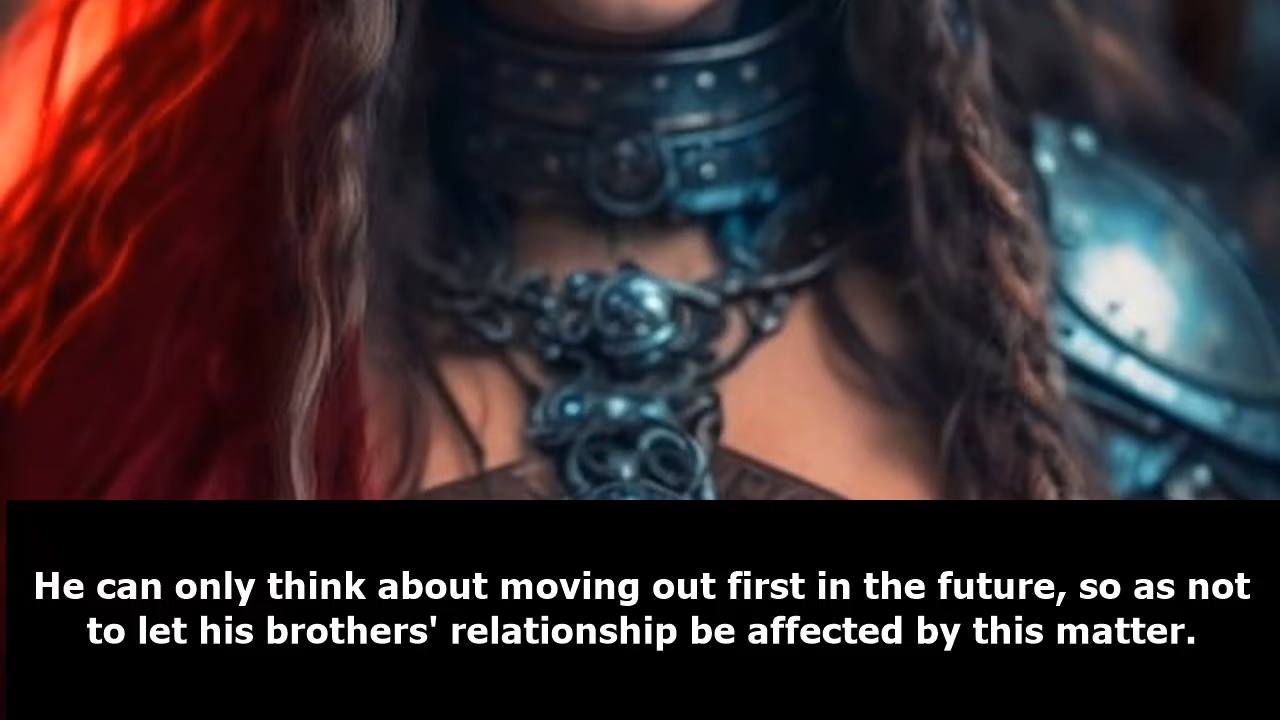 He can only think about moving out first in the future, so as not
to let his brothers' relationship be affected by this matter.